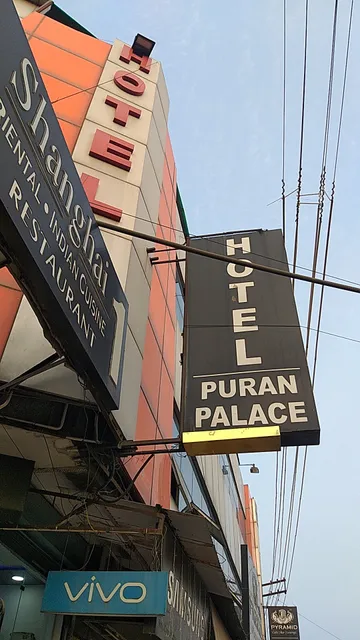 HOTEL
Shanghai
ORIENTAL • INDIAN CUISINE
RESTAURANT
HOTEL
PURAN
PALACE
vivo
PYRAMID